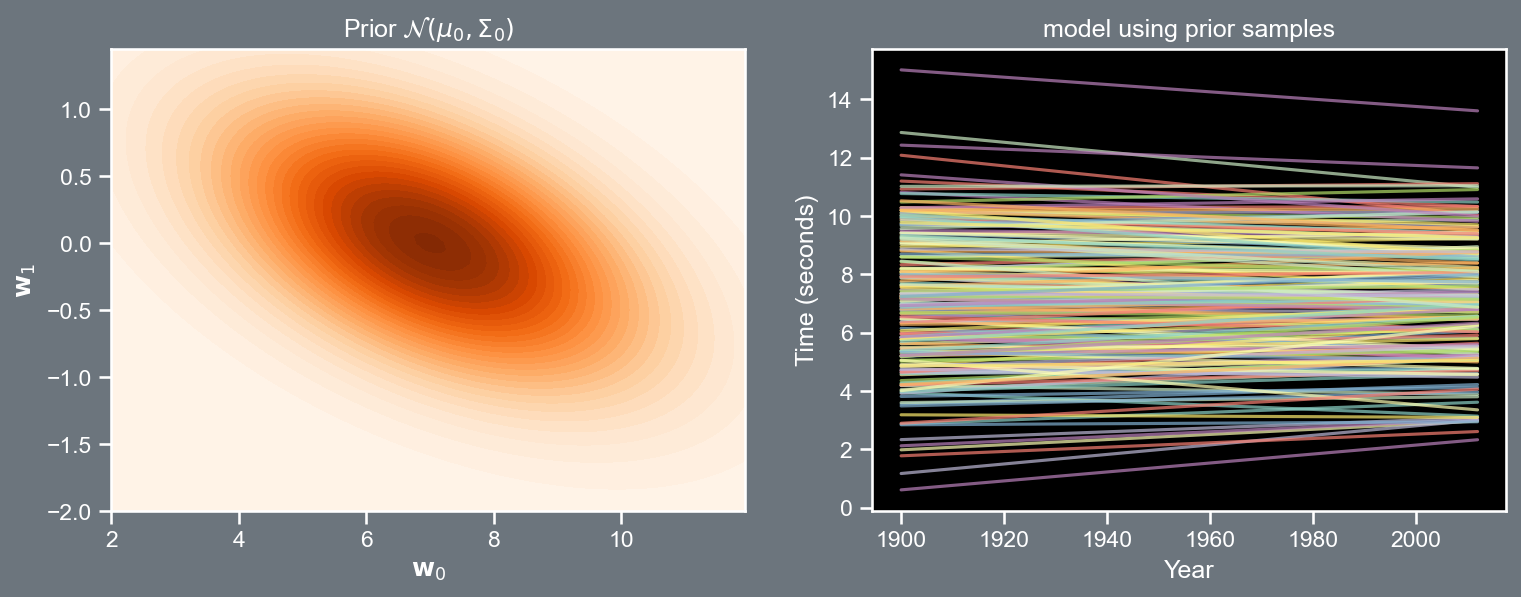 Prior 𝒩(μ₀, Σ₀)
1.0
0.5
0.0
−0.5
−1.0
−1.5
−2.0
w₁
2 4 6 8 10
w₀
model using prior samples
14
12
10
8
6
4
2
0
Time (seconds)
1900 1920 1940 1960 1980 2000
Year